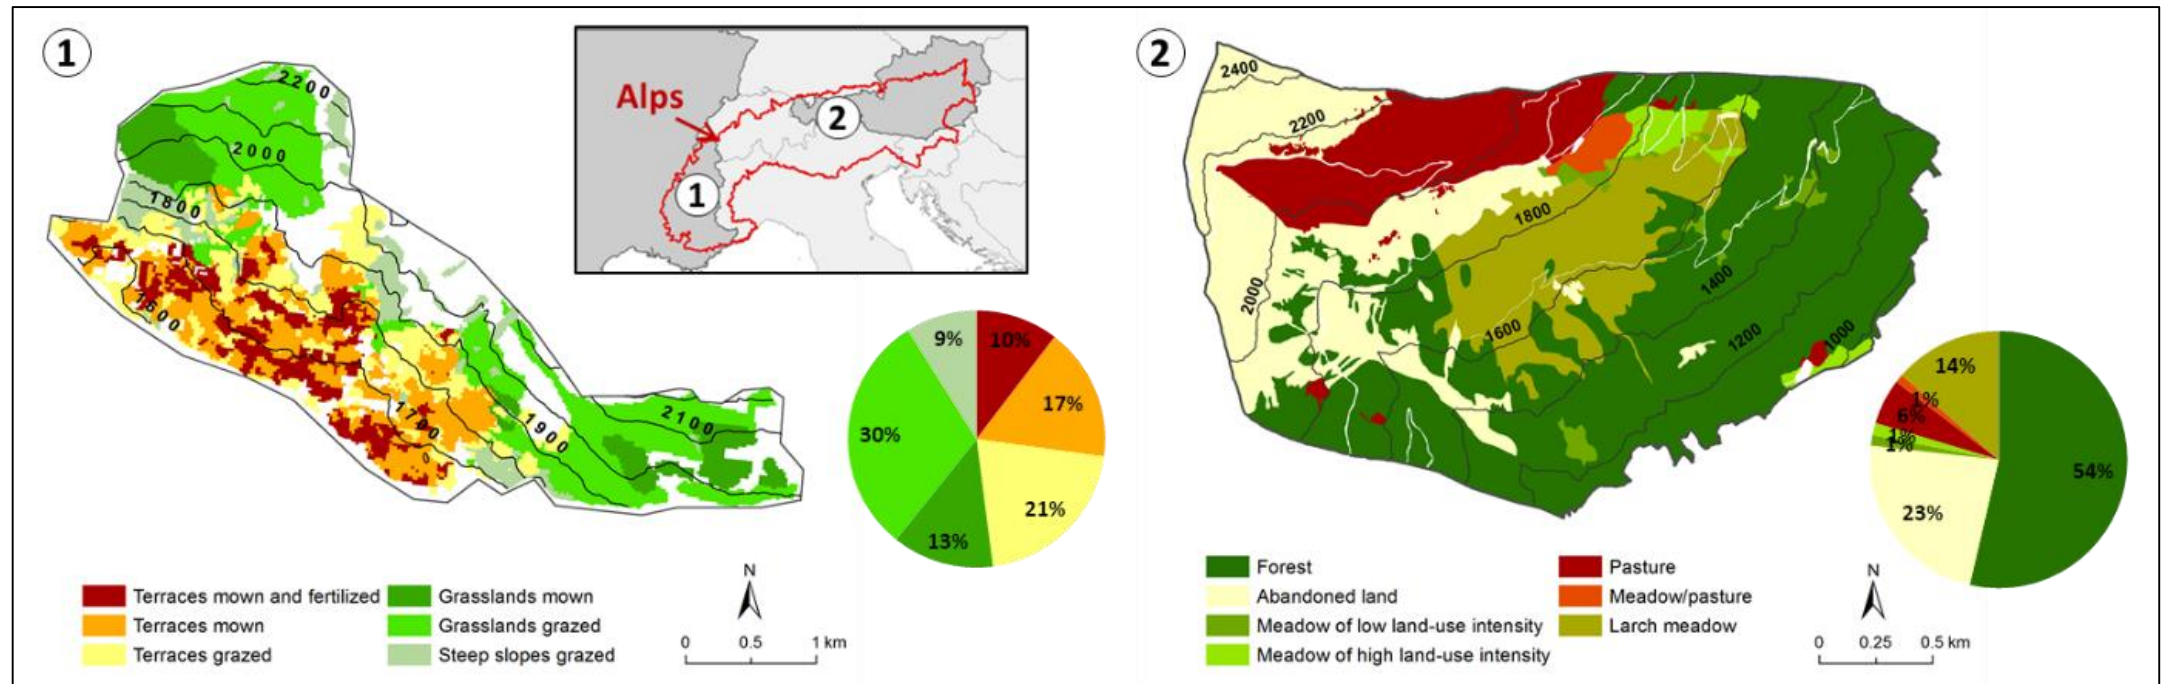 1
2200
2000
1800
1600
1700
1900
2100
Alps
2
1
9%
10%
17%
21%
13%
30%
Terraces mown and fertilized
Terraces mown
Terraces grazed
Grasslands mown
Grasslands grazed
Steep slopes grazed
N
0 0.5 1 km
2
2400
2200
2000
1800
1600
1400
1200
1000
14%
1%
6%
1%
1%
23%
54%
Forest
Abandoned land
Meadow of low land-use intensity
Meadow of high land-use intensity
Pasture
Meadow/pasture
Larch meadow
N
0 0.25 0.5 km